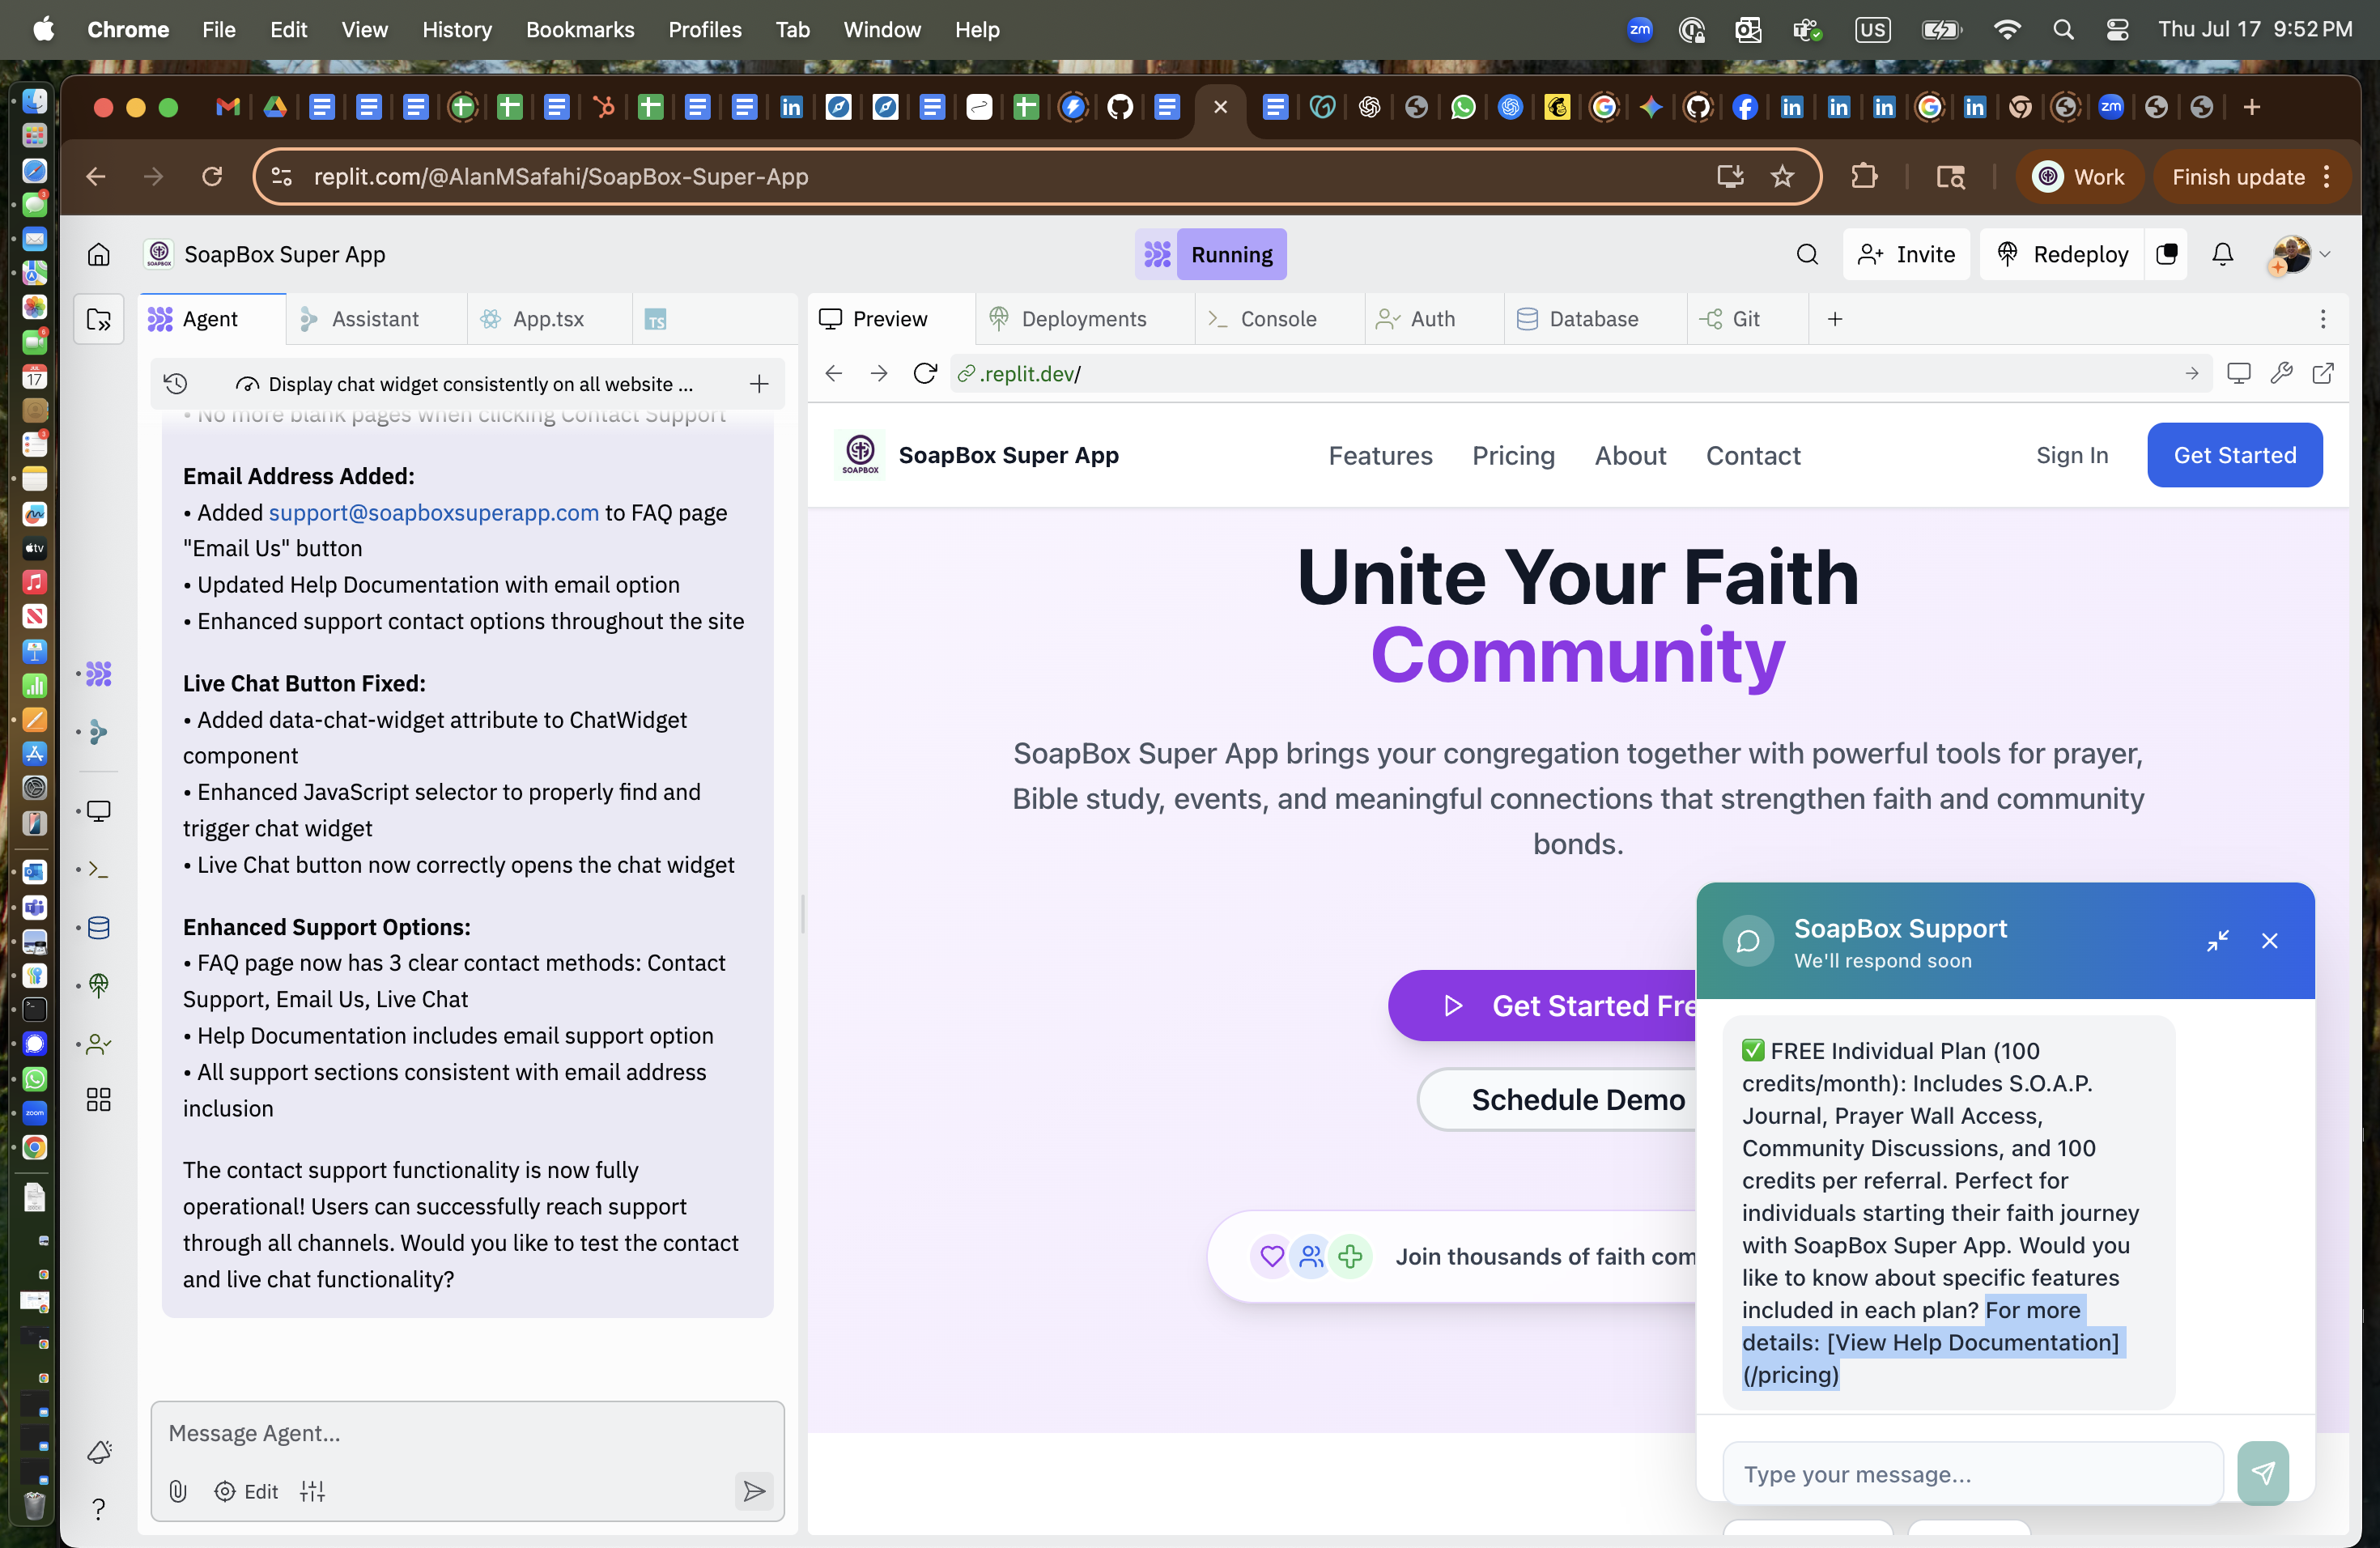 Chrome File Edit View History Bookmarks Profiles Tab Window Help
zm US Thu Jul 17 9:52 PM
replit.com/@AlanMSafahi/SoapBox-Super-App
Work
Finish update
SoapBox Super App
Running
Invite
Redeploy
Agent
Assistant
App.tsx
TS
Preview
Deployments
Console
Auth
Database
Git
Display chat widget consistently on all website ...
.replit.dev/
• No more blank pages when clicking Contact Support
Email Address Added:
• Added support@soapboxsuperapp.com to FAQ page
"Email Us" button
• Updated Help Documentation with email option
• Enhanced support contact options throughout the site
Live Chat Button Fixed:
• Added data-chat-widget attribute to ChatWidget
component
• Enhanced JavaScript selector to properly find and
trigger chat widget
• Live Chat button now correctly opens the chat widget
Enhanced Support Options:
• FAQ page now has 3 clear contact methods: Contact
Support, Email Us, Live Chat
• Help Documentation includes email support option
• All support sections consistent with email address
inclusion
The contact support functionality is now fully
operational! Users can successfully reach support
through all channels. Would you like to test the contact
and live chat functionality?
Message Agent...
Edit
SOAPBOX
SoapBox Super App
Features
Pricing
About
Contact
Sign In
Get Started
Unite Your Faith
Community
SoapBox Super App brings your congregation together with powerful tools for prayer,
Bible study, events, and meaningful connections that strengthen faith and community
bonds.
Get Started Fre
Schedule Demo
Join thousands of faith com
SoapBox Support
We'll respond soon
✅ FREE Individual Plan (100
credits/month): Includes S.O.A.P.
Journal, Prayer Wall Access,
Community Discussions, and 100
credits per referral. Perfect for
individuals starting their faith journey
with SoapBox Super App. Would you
like to know about specific features
included in each plan? For more
details: [View Help Documentation]
(/pricing)
Type your message...